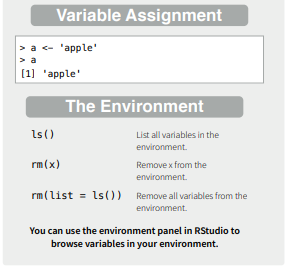 Variable Assignment
> a <- 'apple'
> a
[1] 'apple'
The Environment
ls()
List all variables in the
environment.
rm(x)
Remove x from the
environment.
rm(list = ls())
Remove all variables from the
environment.
You can use the environment panel in RStudio to
browse variables in your environment.